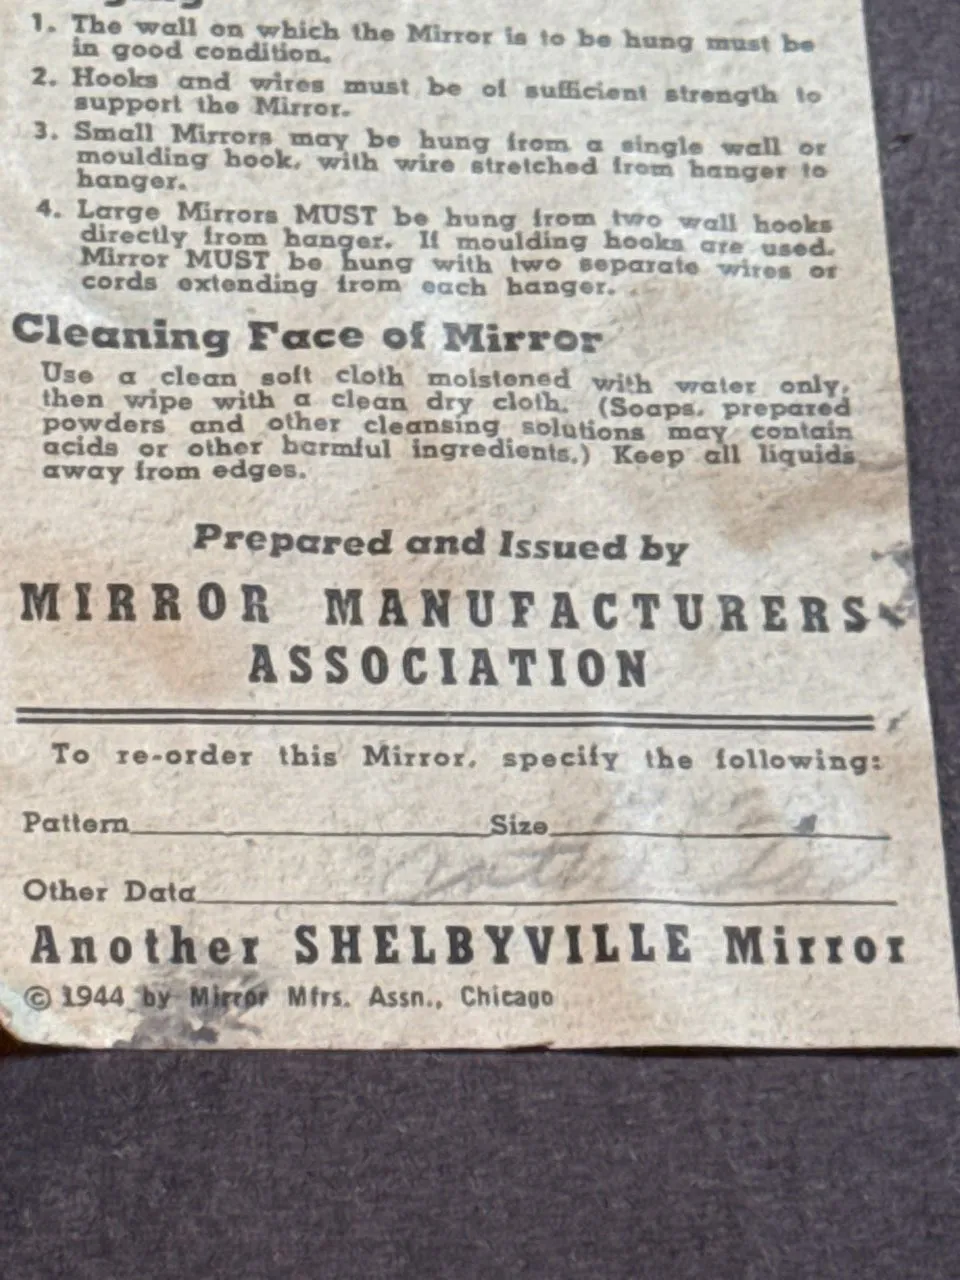 1. The wall on which the Mirror is to be hung must be
in good condition.
2. Hooks and wires must be of sufficient strength to
support the Mirror.
3. Small Mirrors may be hung from a single wall or
moulding hook, with wire stretched from hanger to
hanger.
4. Large Mirrors MUST be hung from two wall hooks
directly from hanger. If moulding hooks are used,
Mirror MUST be hung with two separate wires or
cords extending from each hanger.
Cleaning Face of Mirror
Use a clean soft cloth moistened with water only,
then wipe with a clean dry cloth. (Soaps, prepared
powders and other cleansing solutions may contain
acids or other harmful ingredients.) Keep all liquids
away from edges.
Prepared and Issued by
MIRROR MANUFACTURERS
ASSOCIATION
To re-order this Mirror, specify the following:
Pattern Size
Other Data
Another SHELBYVILLE Mirror
© 1944 by Mirror Mfrs. Assn., Chicago